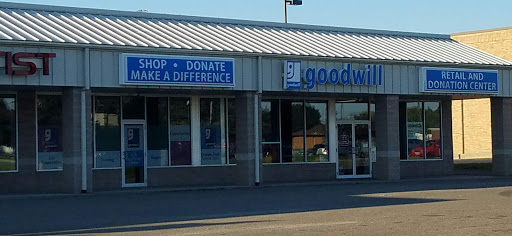 IST
SHOP • DONATE
MAKE A DIFFERENCE
goodwill
RETAIL AND
DONATION CENTER